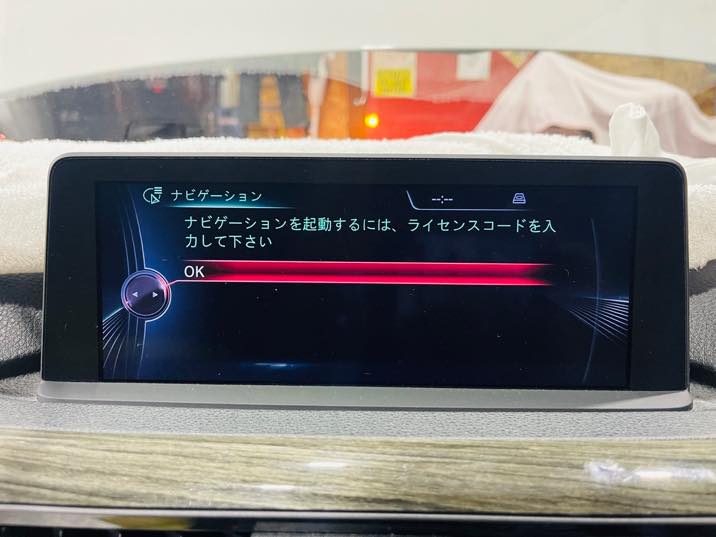 ナビゲーション
--:--
ナビゲーションを起動するには、ライセンスコードを入
力して下さい
OK